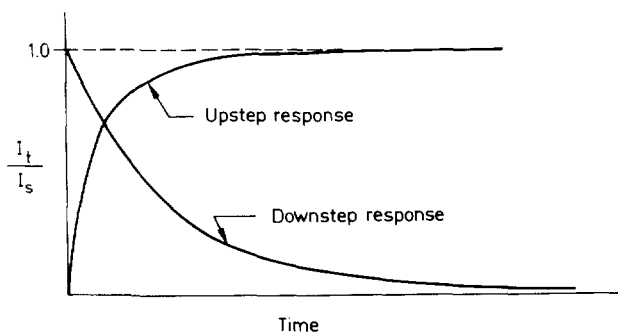 1.0
Upstep response
I_t
I_s
Downstep response
Time